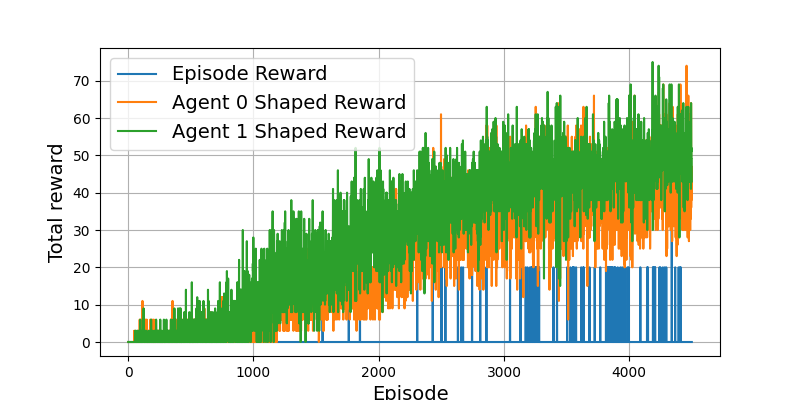 Episode Reward
Agent 0 Shaped Reward
Agent 1 Shaped Reward
Total reward
70
60
50
40
30
20
10
0
0 1000 2000 3000 4000
Episode